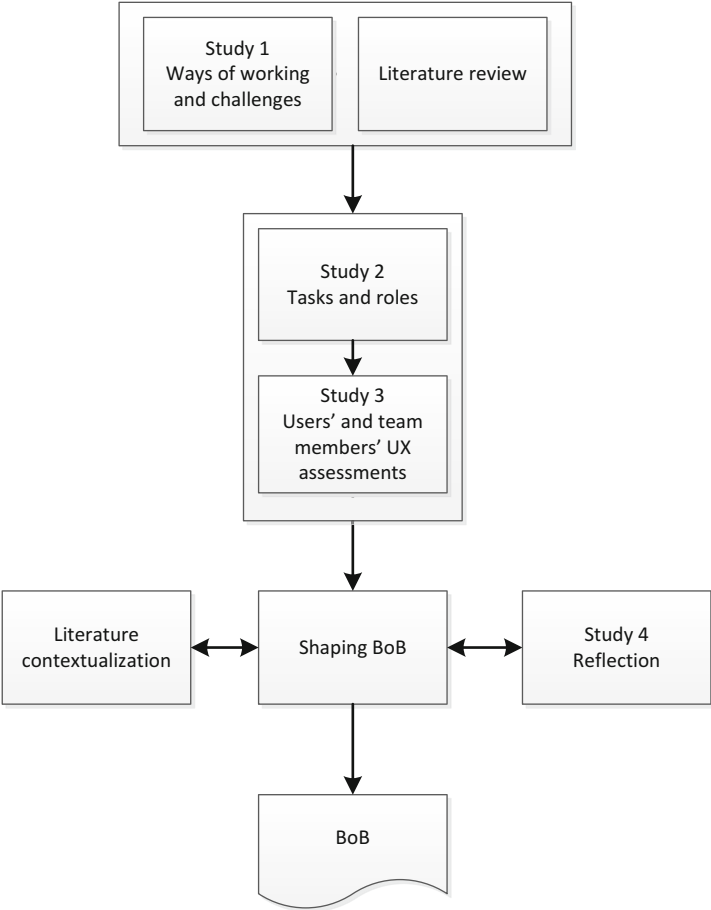 Study 1
Ways of working
and challenges
Literature review
Study 2
Tasks and roles
Study 3
Users’ and team
members’ UX
assessments
Literature
contextualization
Shaping BoB
Study 4
Reflection
BoB